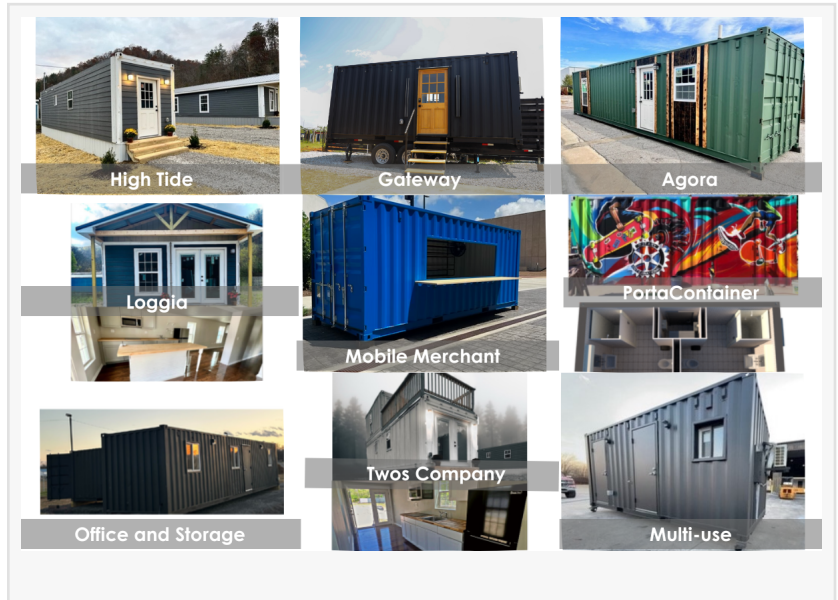 High Tide
Gateway
Agora
Loggia
PortaContainer
Mobile Merchant
Twos Company
Office and Storage
Multi-use